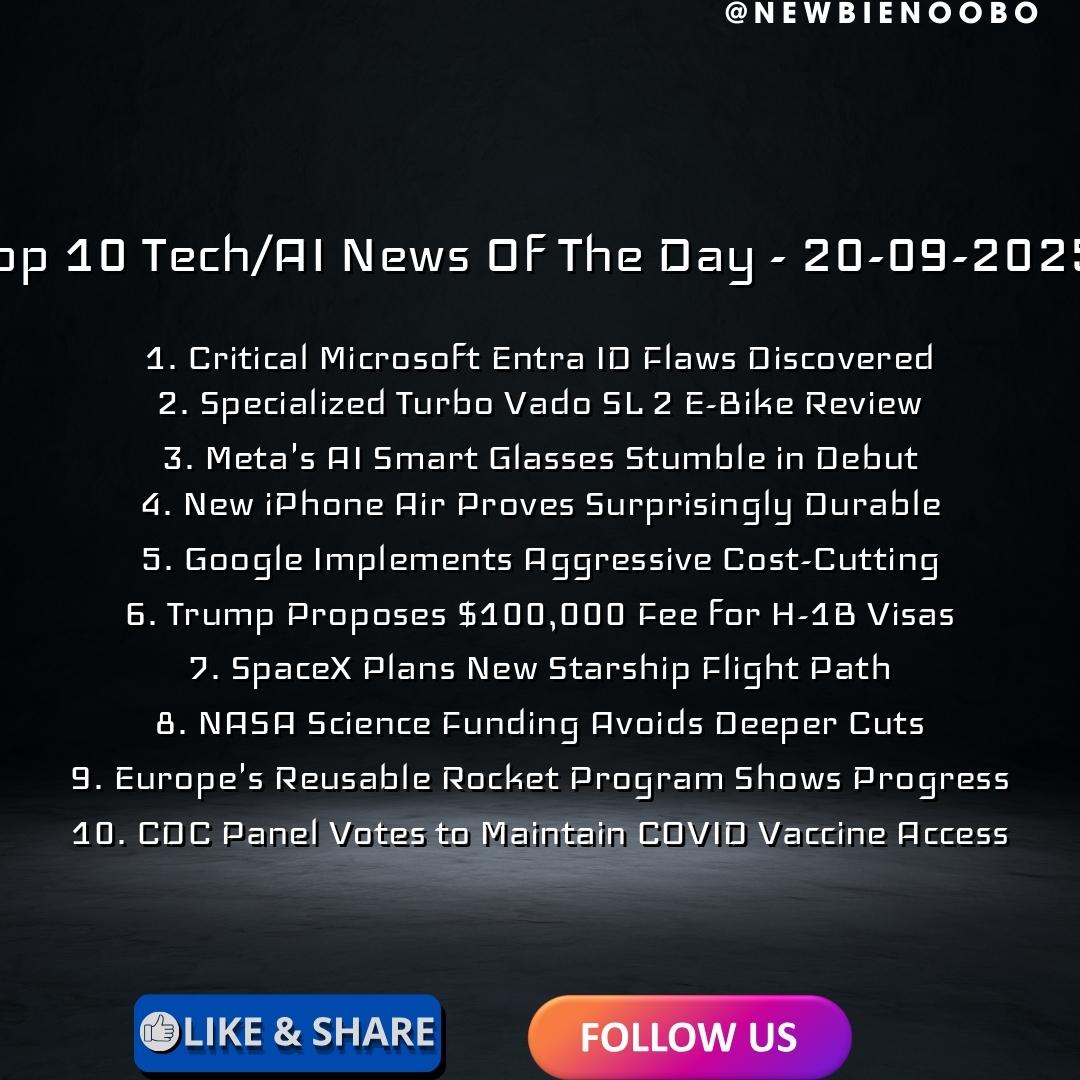 @NEWBIENOOBO
op 10 Tech/AI News Of The Day - 20-09-2025
1. Critical Microsoft Entra ID Flaws Discovered
2. Specialized Turbo Vado SL 2 E-Bike Review
3. Meta's AI Smart Glasses Stumble in Debut
4. New iPhone Air Proves Surprisingly Durable
5. Google Implements Aggressive Cost-Cutting
6. Trump Proposes $100,000 Fee for H-1B Visas
7. SpaceX Plans New Starship Flight Path
8. NASA Science Funding Avoids Deeper Cuts
9. Europe's Reusable Rocket Program Shows Progress
10. CDC Panel Votes to Maintain COVID Vaccine Access
LIKE & SHARE
FOLLOW US